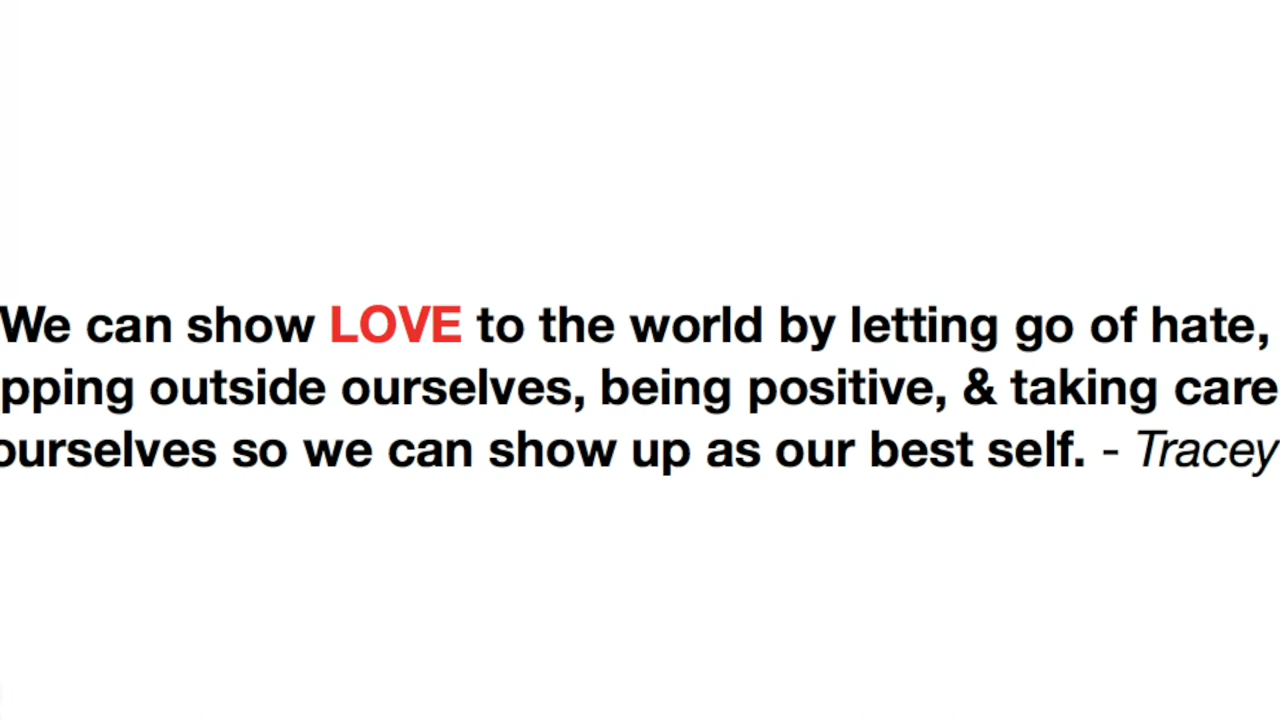 We can show LOVE to the world by letting go of hate,
pping outside ourselves, being positive, & taking care
ourselves so we can show up as our best self. - Tracey